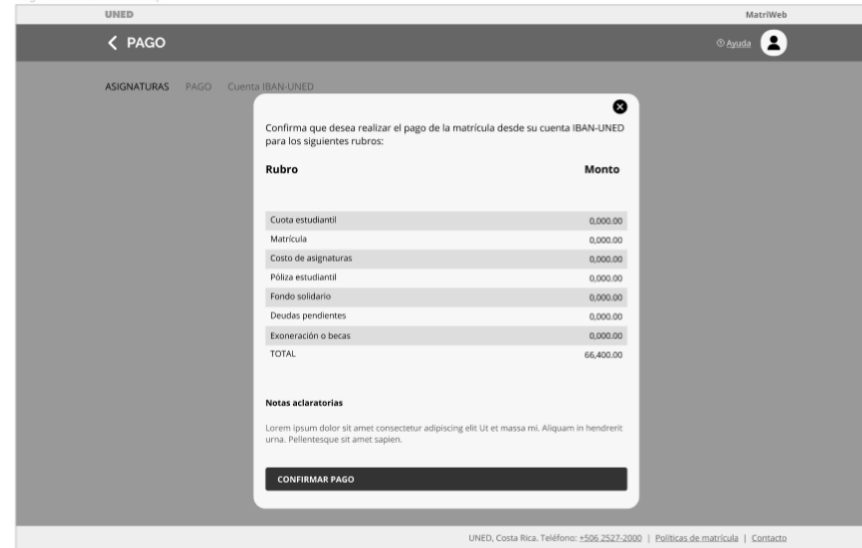 UNED MatriWeb
PAGO Ayuda
ASIGNATURAS PAGO Cuenta IBAN-UNED
Confirma que desea realizar el pago de la matrícula desde su cuenta IBAN-UNED
para los siguientes rubros:
Rubro Monto
Cuota estudiantil 0,000.00
Matrícula 0,000.00
Costo de asignaturas 0,000.00
Póliza estudiantil 0,000.00
Fondo solidario 0,000.00
Deudas pendientes 0,000.00
Exoneración o becas 0,000.00
TOTAL 66,400.00
Notas aclaratorias
Lorem ipsum dolor sit amet consectetur adipiscing elit Ut et massa mi. Aliquam in hendrerit
urna. Pellentesque sit amet sapien.
CONFIRMAR PAGO
UNED, Costa Rica. Teléfono: +506 2527-2000 | Políticas de matrícula | Contacto